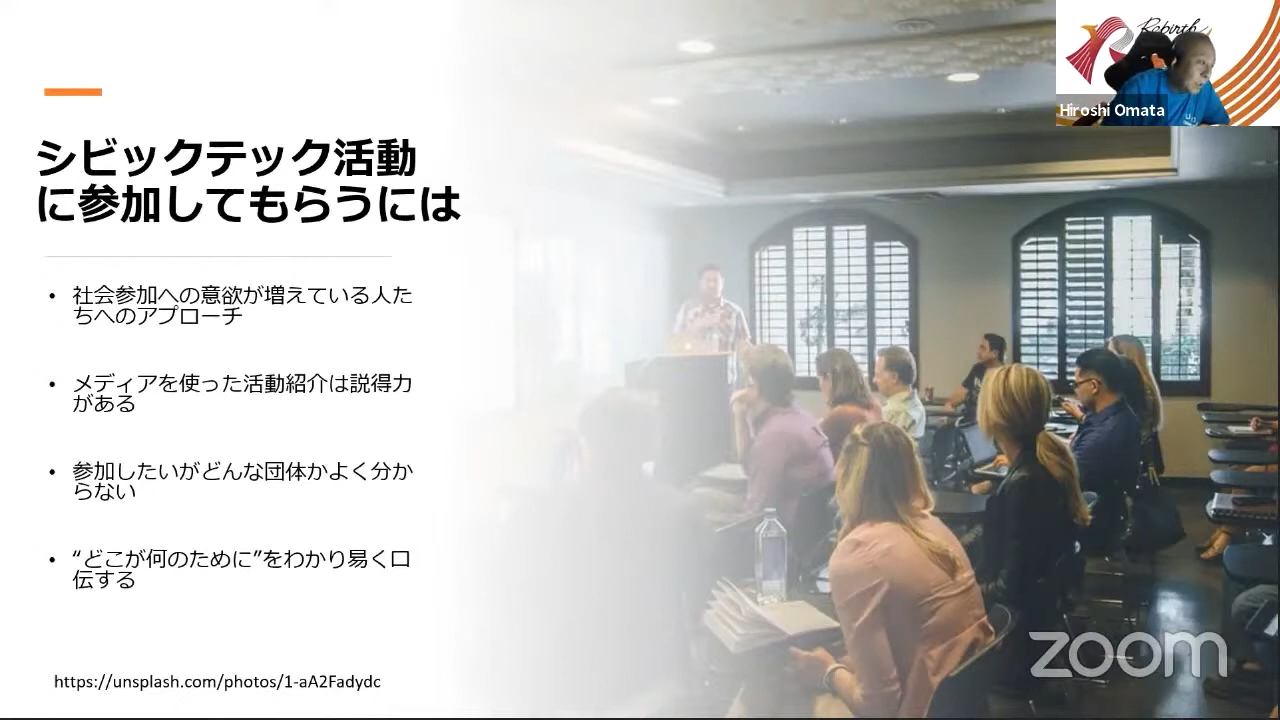 シビックテック活動
に参加してもらうには
• 社会参加への意欲が増えている人た
ちへのアプローチ
• メディアを使った活動紹介は説得力
がある
• 参加したいがどんな団体かよく分か
らない
• “どこが何のために”をわかり易く口
伝する
https://unsplash.com/photos/1-aA2Fadydc
Rebirth
Hiroshi Omata
zoom